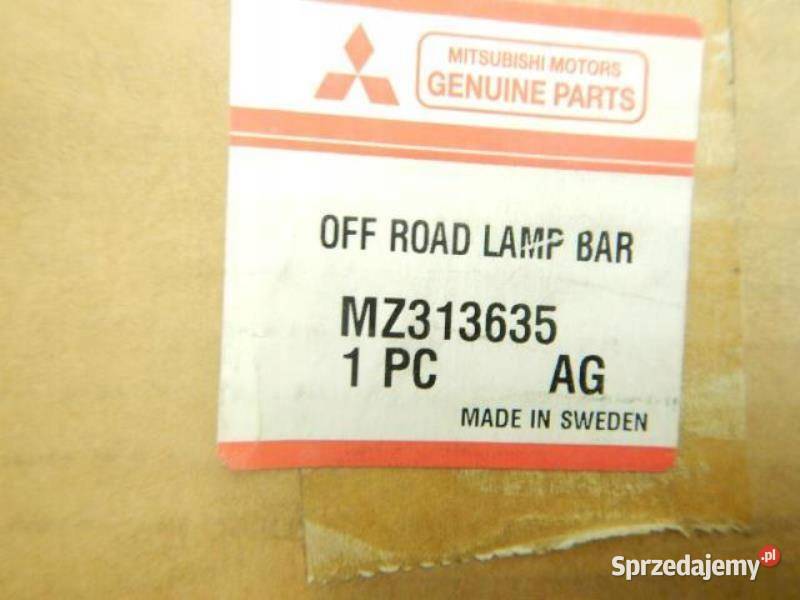 MITSUBISHI MOTORS
GENUINE PARTS
OFF ROAD LAMP BAR
MZ313635
1 PC AG
MADE IN SWEDEN
Sprzedajemy.pl